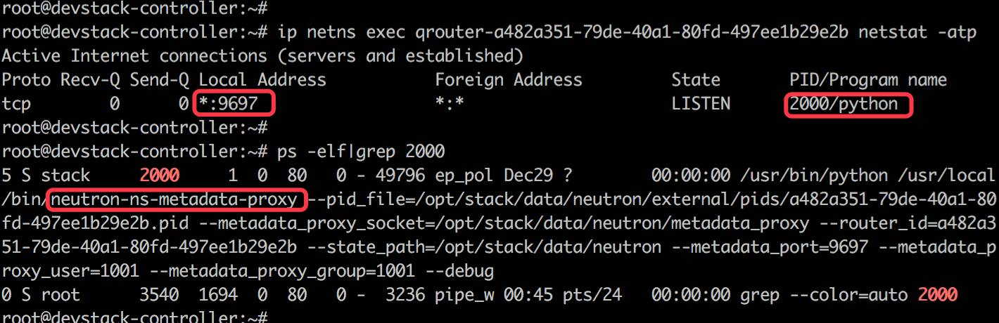 root@devstack-controller:~#
root@devstack-controller:~# ip netns exec qrouter-a482a351-79de-40a1-80fd-497ee1b29e2b netstat -atp
Active Internet connections (servers and established)
Proto Recv-Q Send-Q Local Address           Foreign Address         State       PID/Program name
tcp        0      0 *:9697                  *:*                     LISTEN      2000/python
root@devstack-controller:~#
root@devstack-controller:~# ps -elf|grep 2000
5 S stack     2000     1  0  80   0 - 49796 ep_pol Dec29 ?        00:00:00 /usr/bin/python /usr/local
/bin/neutron-ns-metadata-proxy --pid_file=/opt/stack/data/neutron/external/pids/a482a351-79de-40a1-80
fd-497ee1b29e2b.pid --metadata_proxy_socket=/opt/stack/data/neutron/metadata_proxy --router_id=a482a3
51-79de-40a1-80fd-497ee1b29e2b --state_path=/opt/stack/data/neutron --metadata_port=9697 --metadata_p
roxy_user=1001 --metadata_proxy_group=1001 --debug
0 S root      3540  1694  0  80   0 -  3236 pipe_w 00:45 pts/24   00:00:00 grep --color=auto 2000
root@devstack-controller:~#